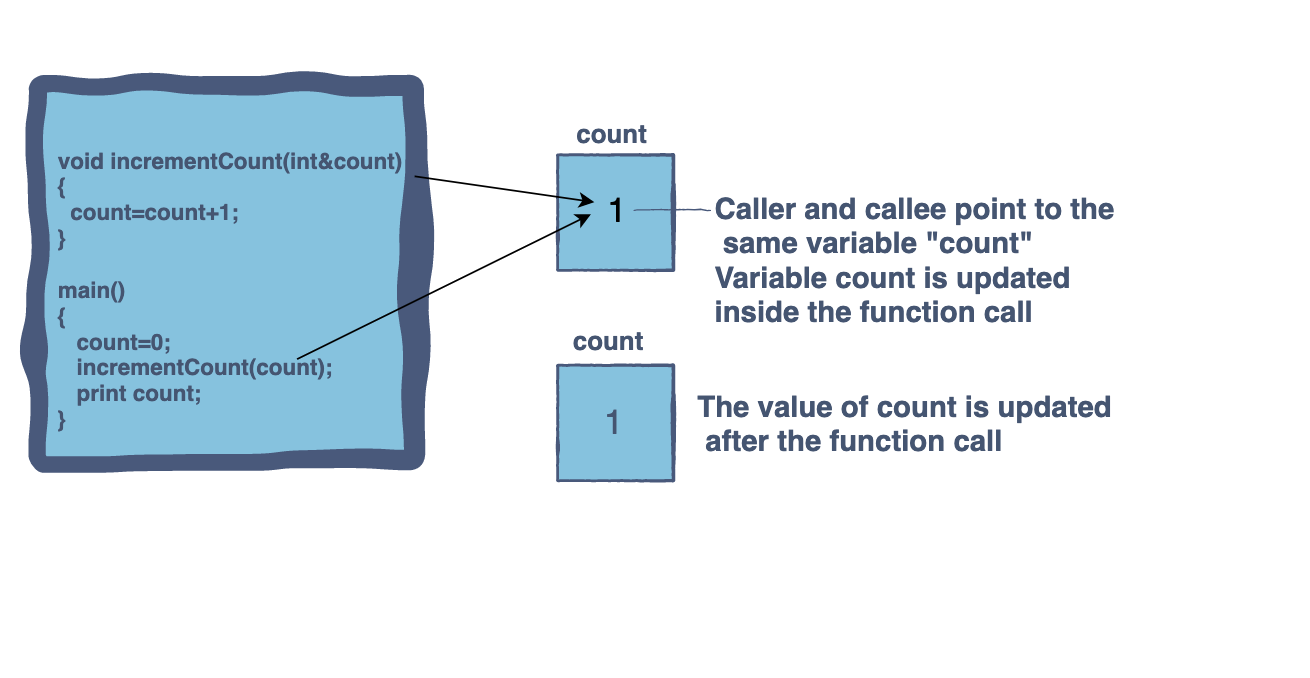 void incrementCount(int&count)
{
count=count+1;
}
main()
{
count=0;
incrementCount(count);
print count;
}
count
1
Caller and callee point to the
same variable "count"
Variable count is updated
inside the function call
count
1
The value of count is updated
after the function call